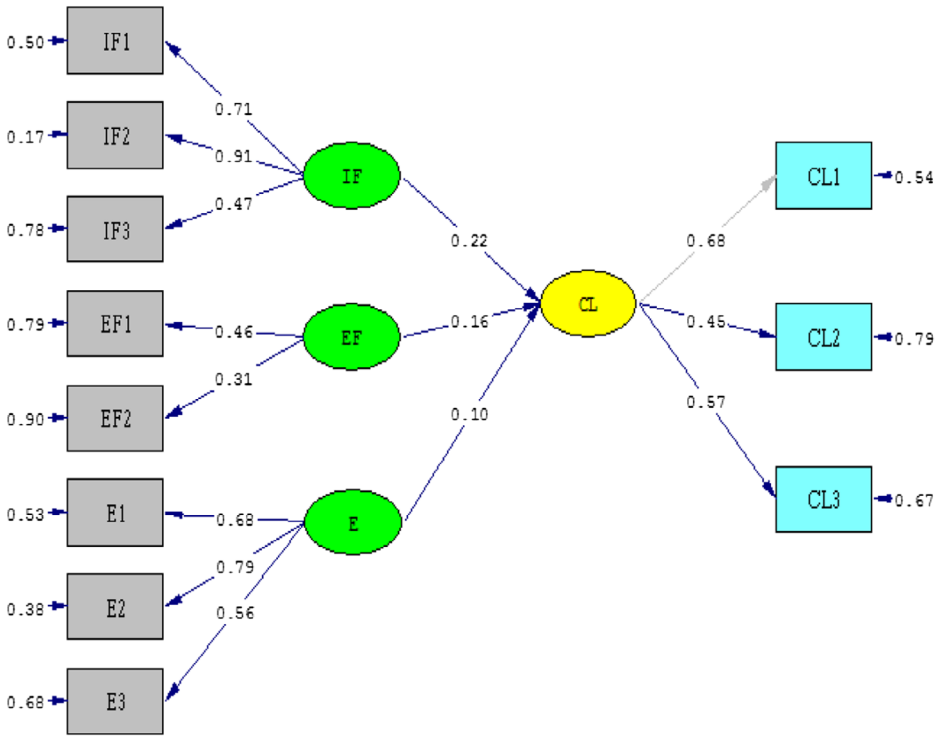 0.50 IF1
0.71
0.17 IF2
0.91
IF
CL1 0.54
0.78 IF3
0.47
0.22
0.68
CL
0.79 EF1
0.46
EF
0.16
0.45
CL2 0.79
0.90 EF2
0.31
0.10
0.57
0.53 E1
0.68
E
CL3 0.67
0.38 E2
0.79
0.56
0.68 E3